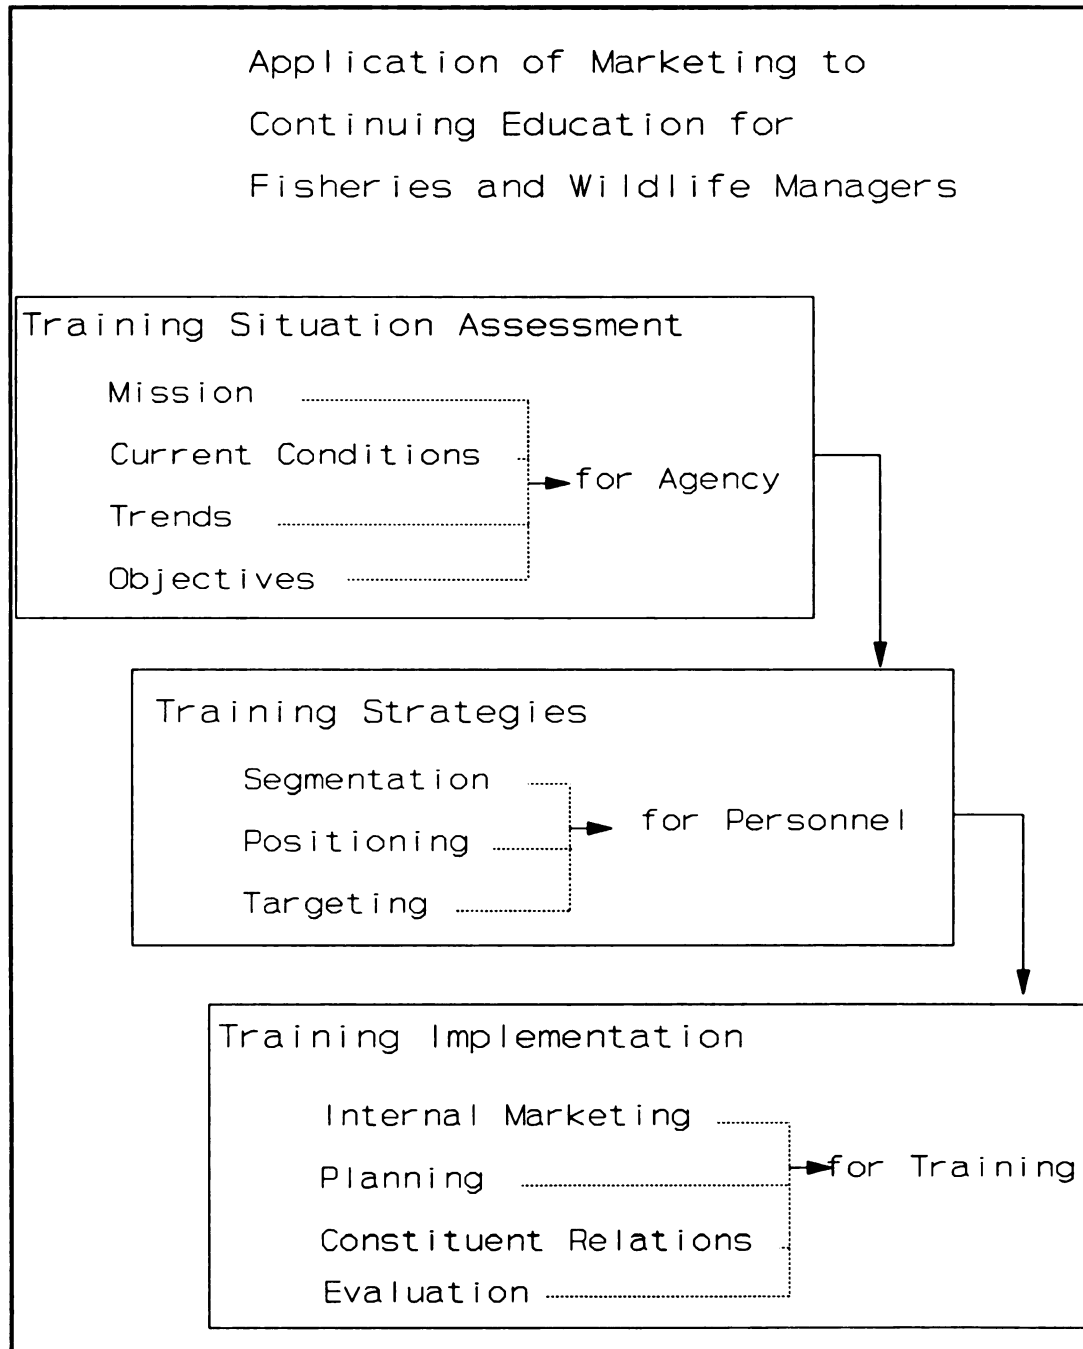 Application of Marketing to
Continuing Education for
Fisheries and Wildlife Managers
Training Situation Assessment
Mission
Current Conditions
for Agency
Trends
Objectives
Training Strategies
Segmentation
for Personnel
Positioning
Targeting
Training Implementation
Internal Marketing
for Training
Planning
Constituent Relations
Evaluation